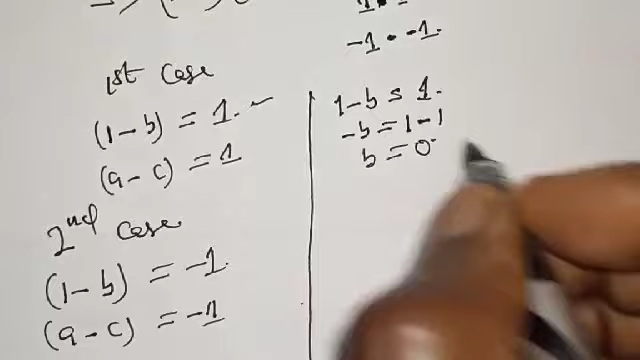 -1 · -1.
1st Case
(1-b) = 1.
(a-c) = 1
2nd Case
(1-b) = -1.
(a-c) = -1
1-b = 1.
-b = 1-1
b = 0